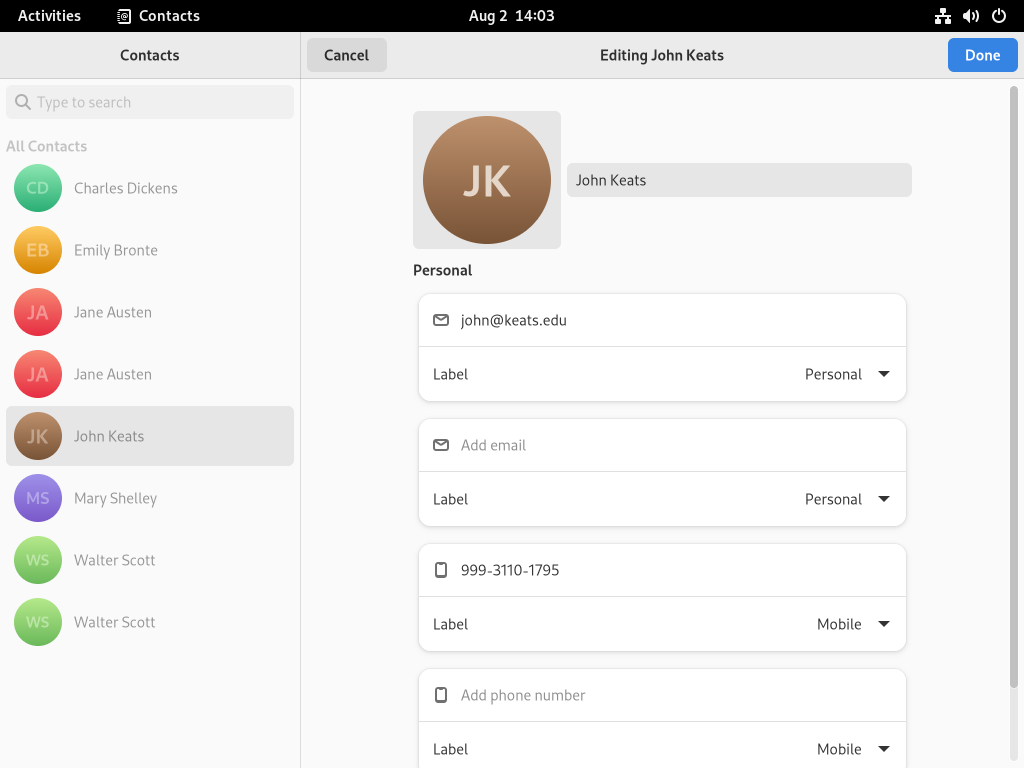 Activities Contacts Aug 2 14:03
Contacts Cancel Editing John Keats Done
Type to search
All Contacts
CD Charles Dickens
EB Emily Bronte
JA Jane Austen
JA Jane Austen
JK John Keats
MS Mary Shelley
WS Walter Scott
WS Walter Scott
JK
John Keats
Personal
john@keats.edu
Label Personal
Add email
Label Personal
999-3110-1795
Label Mobile
Add phone number
Label Mobile